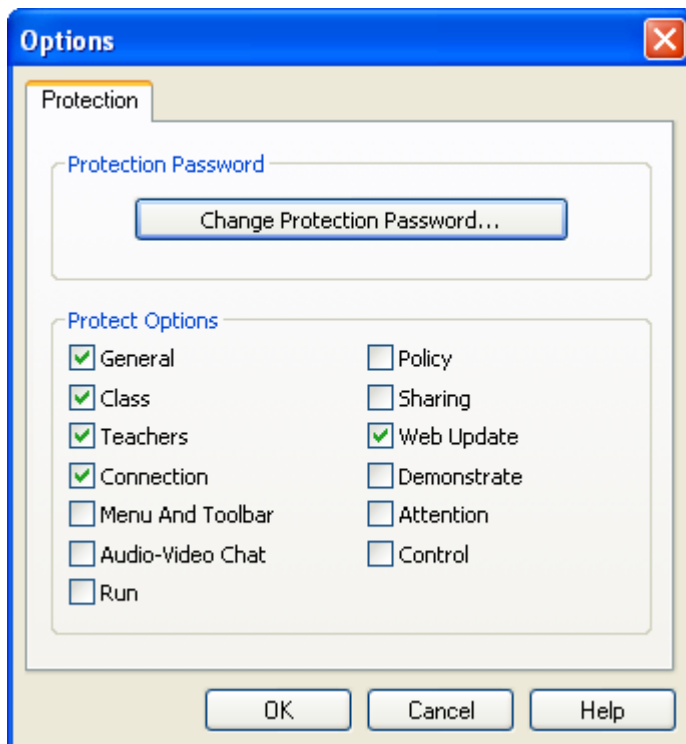 Options
Protection
Protection Password
Change Protection Password...
Protect Options
General
Policy
Class
Sharing
Teachers
Web Update
Connection
Demonstrate
Menu And Toolbar
Attention
Audio-Video Chat
Control
Run
OK
Cancel
Help